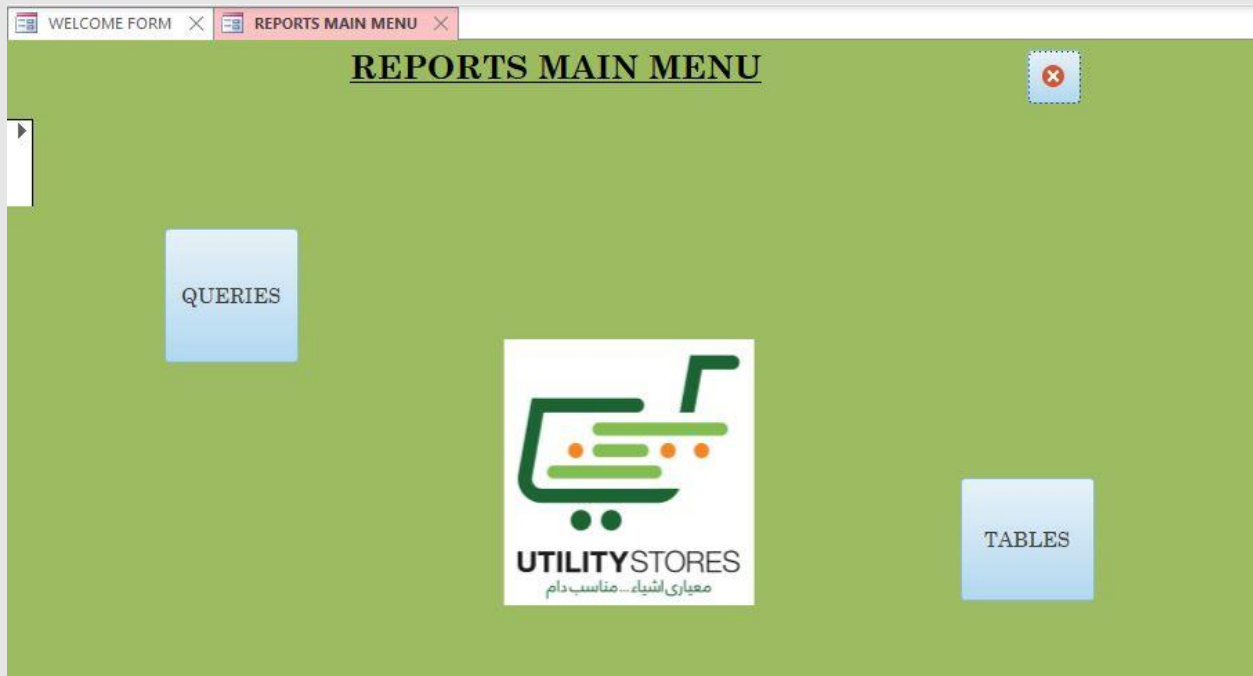 WELCOME FORM
REPORTS MAIN MENU
REPORTS MAIN MENU
QUERIES
UTILITYSTORES
معیاری اشیاء...مناسب دام
TABLES